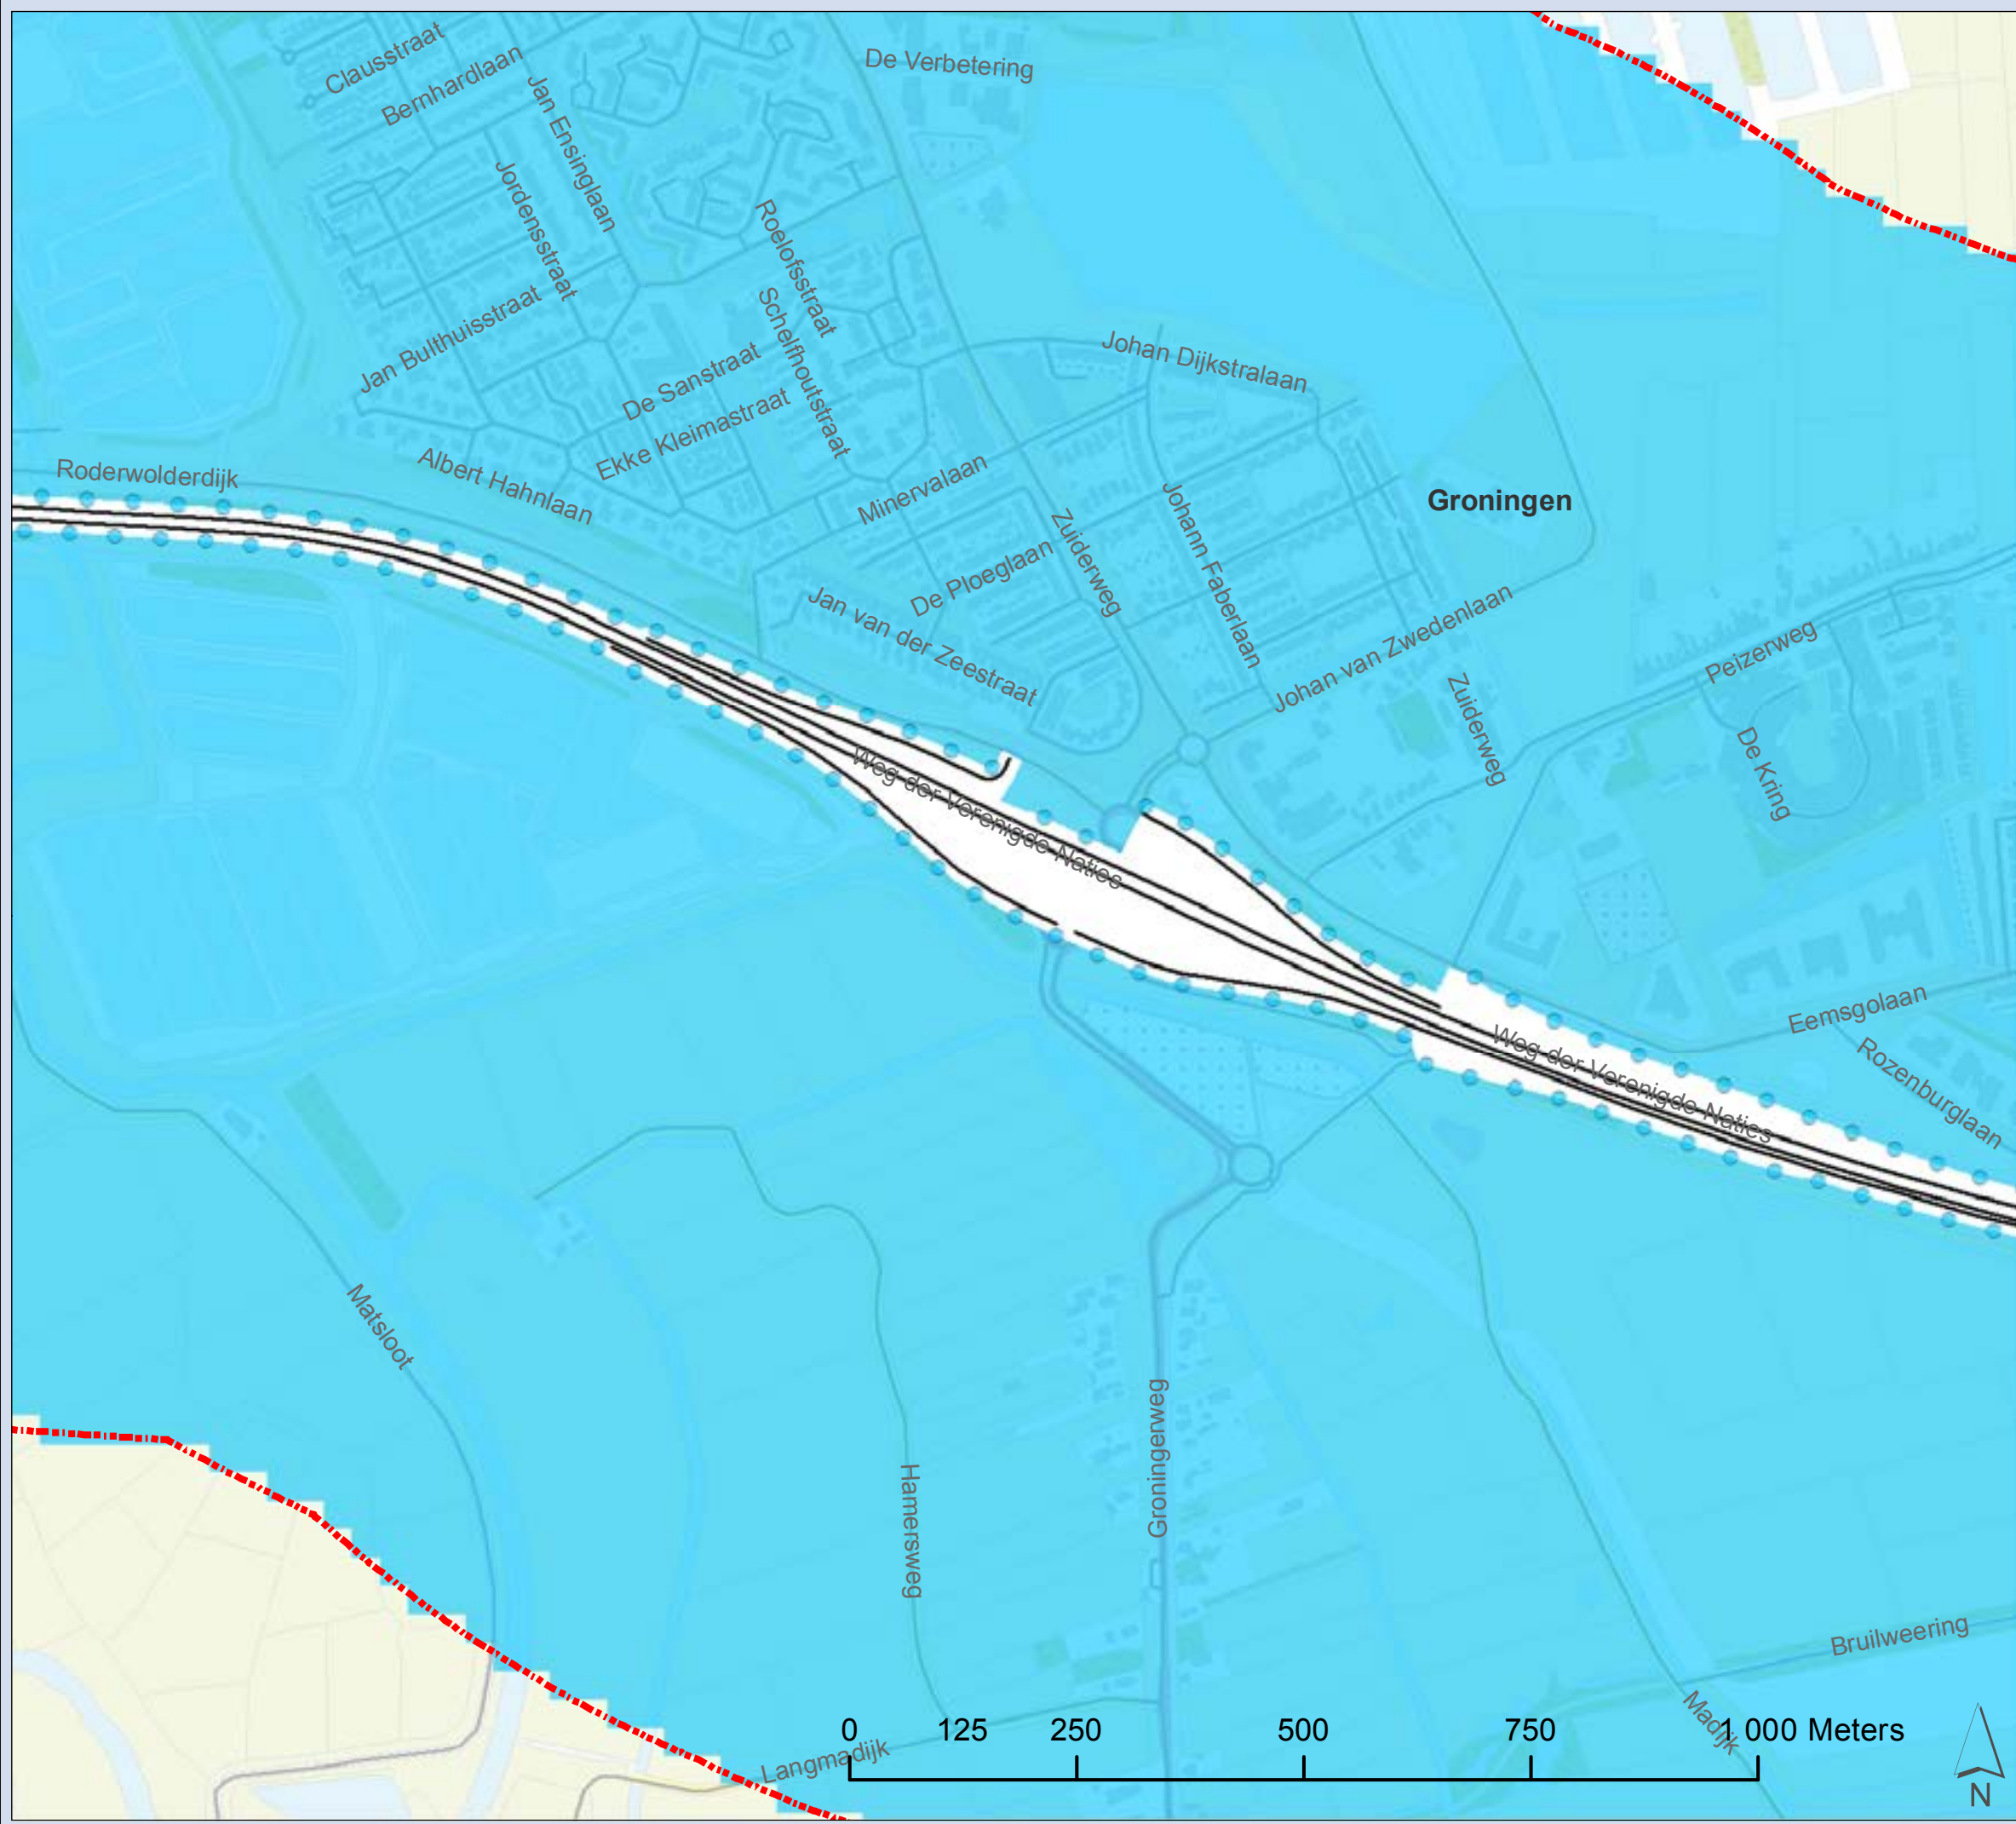 Clausstraat
De Verbetering
Bernhardlaan
Jan Ensinglaan
Jordensstraat
Roelofsstraat
Jan Bulthuisstraat
Schelfhoutstraat
Johan Dijkstralaan
De Sanstraat
Ekke Kleimastraat
Roderwolderdijk
Albert Hahnlaan
Minervalaan
Groningen
Zuiderweg
Johann Faberlaan
De Ploeglaan
Jan van der Zeestraat
Johan van Zwedenlaan
Peizerweg
Zuiderweg
De Kring
Weg der Verenigde Naties
Eemsgolaan
Weg der Verenigde Naties
Rozenburglaan
Matsloot
Groningerweg
Hamersweg
Bruilweering
Madijk
Langmadijk
0 125 250 500 750 1 000 Meters
N